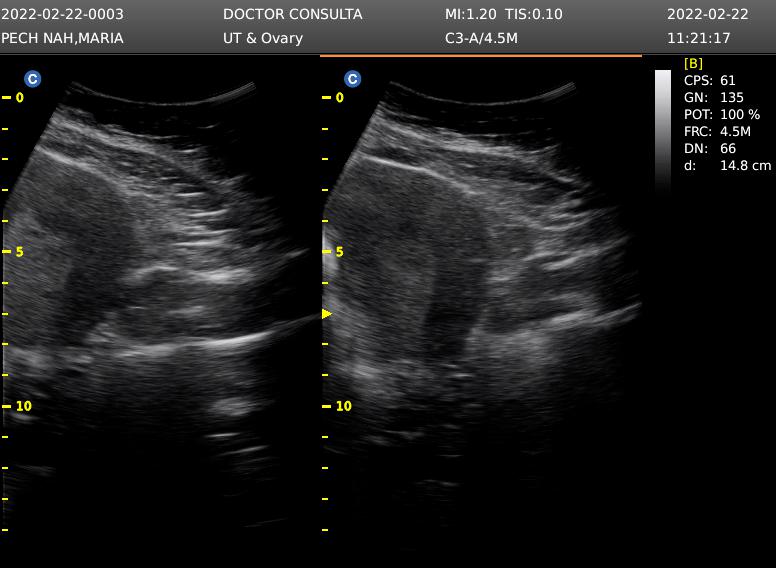 2022-02-22-0003 DOCTOR CONSULTA MI:1.20 TIS:0.10 2022-02-22
PECH NAH,MARIA UT & Ovary C3-A/4.5M 11:21:17
C C [B]
0 0 CPS: 61
GN: 135
POT: 100 %
FRC: 4.5M
DN: 66
d: 14.8 cm
5 5
10 10